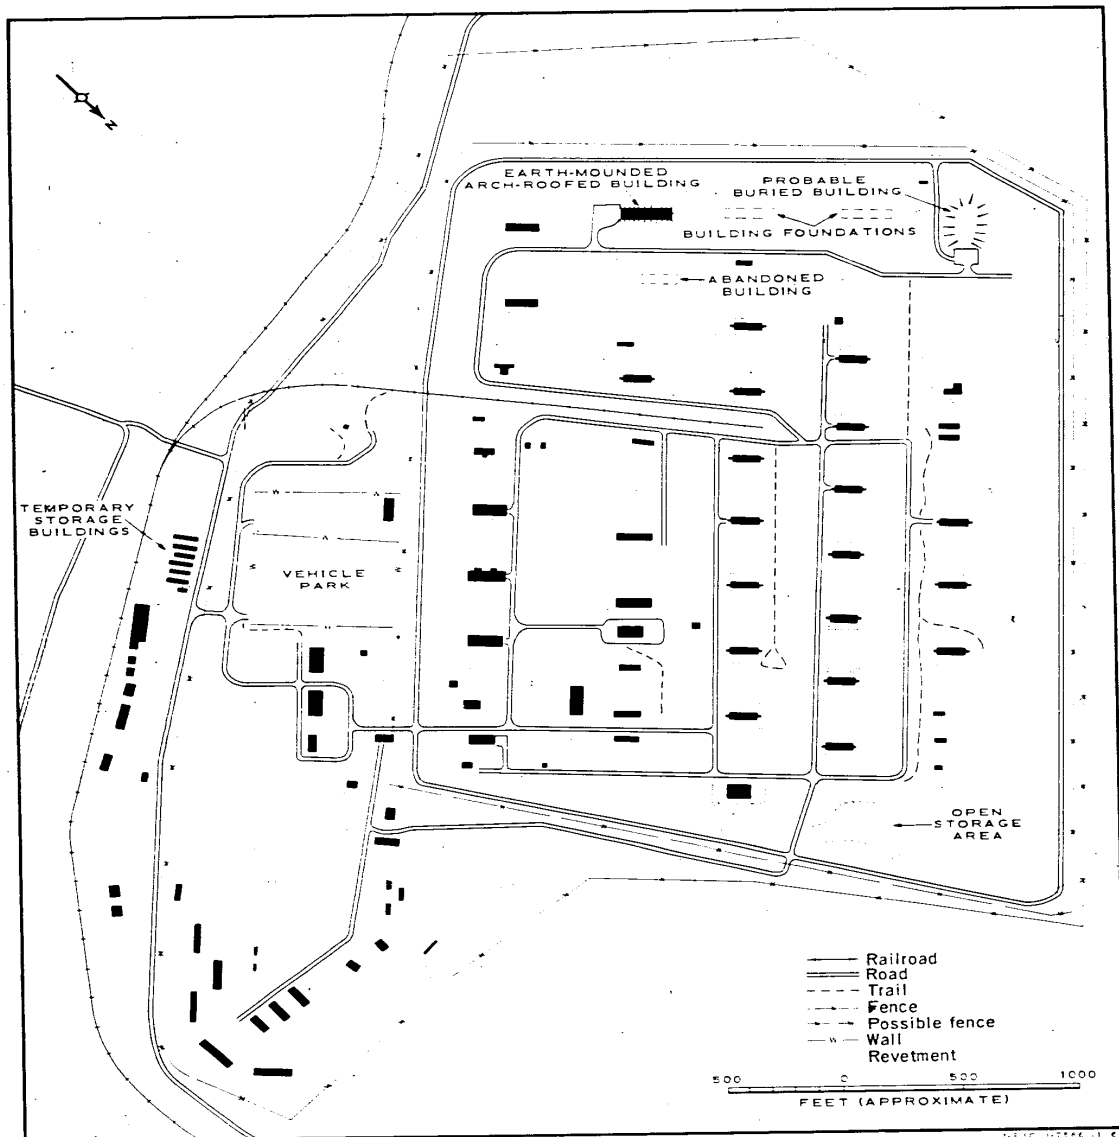 N
EARTH-MOUNDED
ARCH-ROOFED BUILDING
PROBABLE
BURIED BUILDING
BUILDING FOUNDATIONS
ABANDONED
BUILDING
TEMPORARY
STORAGE
BUILDINGS
VEHICLE
PARK
OPEN
STORAGE
AREA
Railroad
Road
Trail
Fence
Possible fence
Wall
Revetment
500 0 500 1000
FEET (APPROXIMATE)